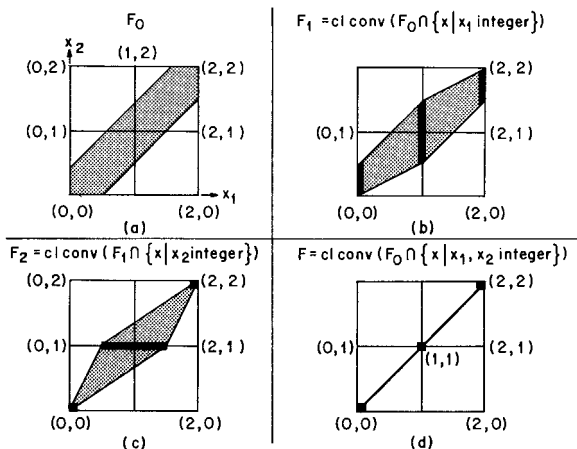 F₀
x₂
(1,2)
(0,2)
(2,2)
(0,1)
(2,1)
x₁
(0,0)
(2,0)
(a)
F₁ = cl conv (F₀ ∩ {x | x₁ integer})
(2,2)
(0,1)
(2,1)
(0,0)
(2,0)
(b)
F₂ = cl conv (F₁ ∩ {x | x₂ integer})
(0,2)
(2,2)
(0,1)
(2,1)
(0,0)
(2,0)
(c)
F = cl conv (F₀ ∩ {x | x₁, x₂ integer})
(2,2)
(0,1)
(2,1)
(1,1)
(0,0)
(2,0)
(d)